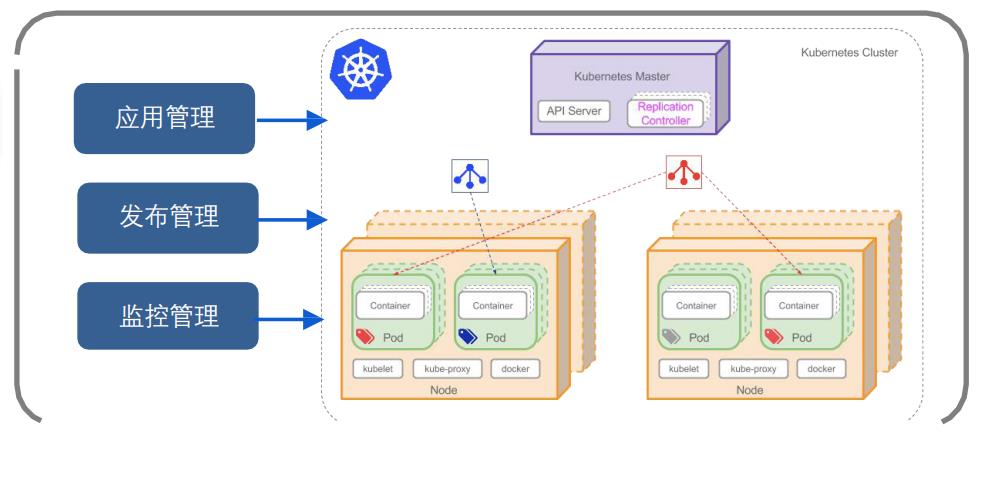 应用管理
发布管理
监控管理
Kubernetes Cluster
Kubernetes Master
API Server
Replication
Controller
Container
Pod
Container
Pod
kubelet
kube-proxy
docker
Node
Container
Pod
Container
Pod
kubelet
kube-proxy
docker
Node